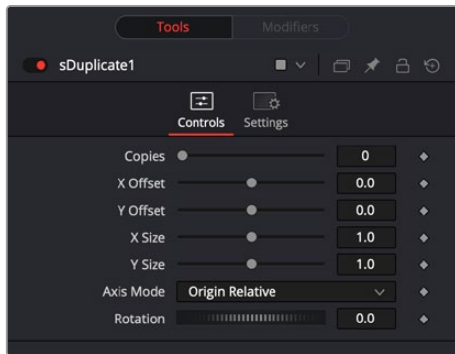 Tools Modifiers
sDuplicate1
Controls Settings
Copies 0
X Offset 0.0
Y Offset 0.0
X Size 1.0
Y Size 1.0
Axis Mode Origin Relative
Rotation 0.0